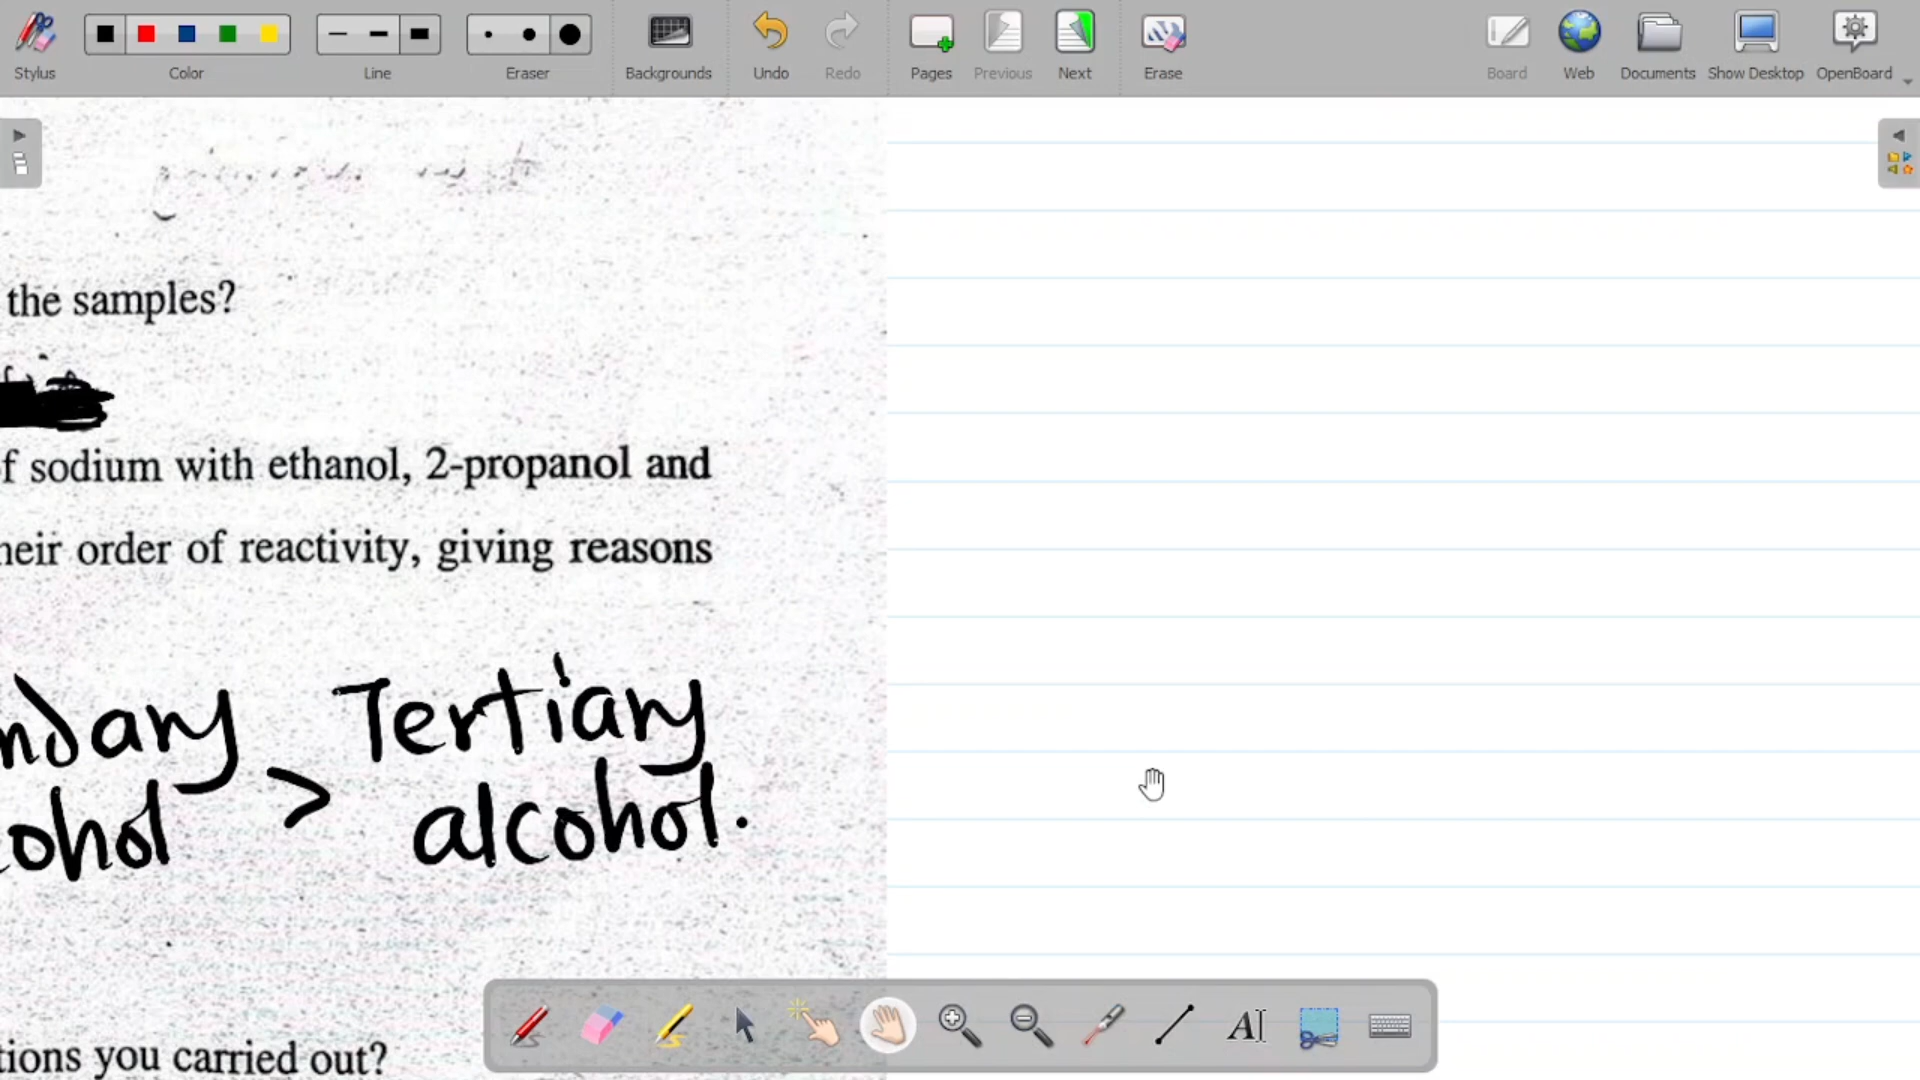 Stylus Color Line Eraser Backgrounds Undo Redo Pages Previous Next Erase Board Web Documents Show Desktop OpenBoard
the samples?
f sodium with ethanol, 2-propanol and
heir order of reactivity, giving reasons
ndary > Tertiary
cohol alcohol.
tions you carried out?